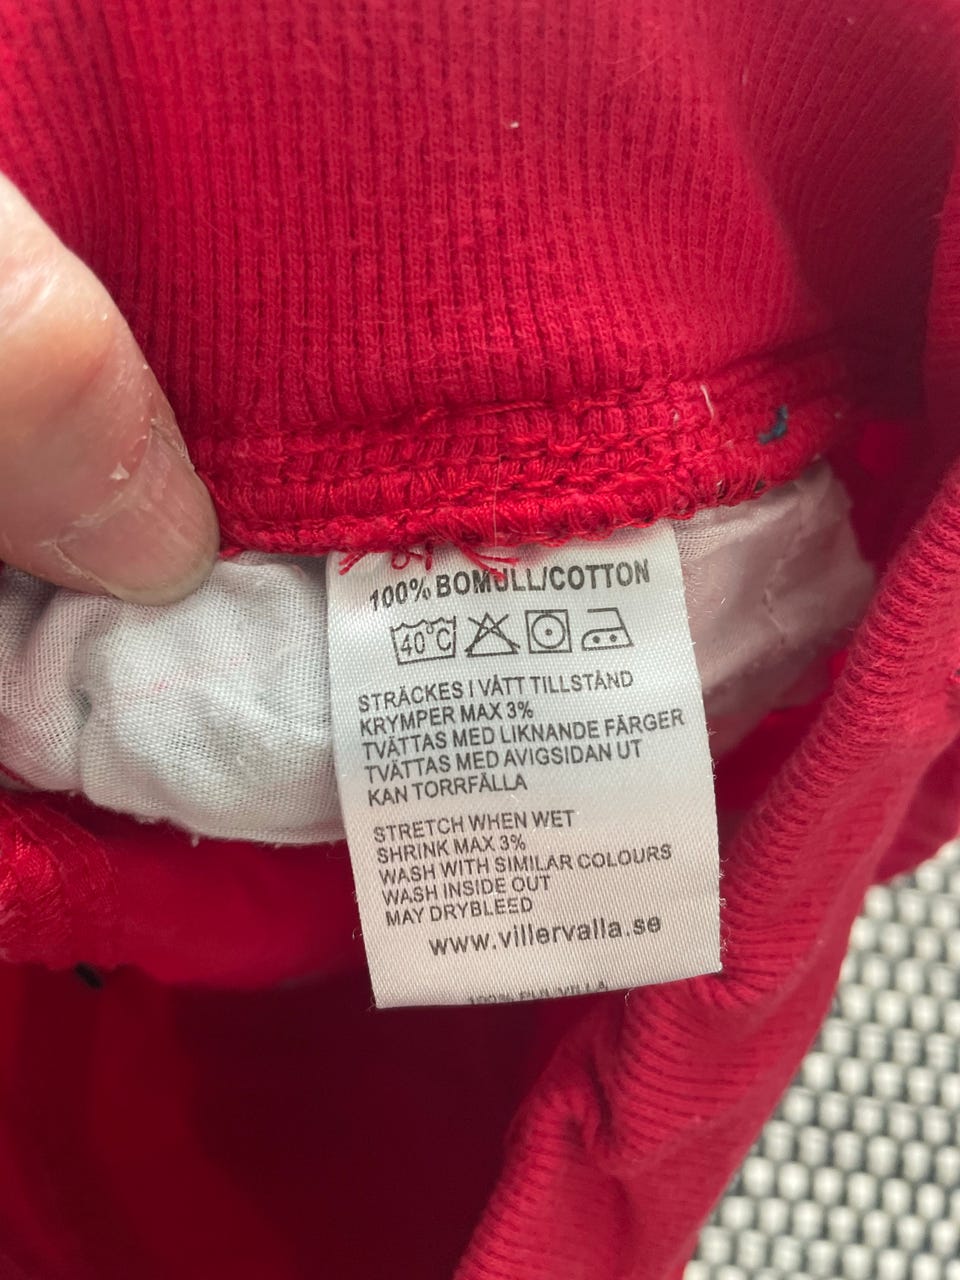 100% BOMULL/COTTON
40°C
STRÄCKES I VÅTT TILLSTÅND
KRYMPER MAX 3%
TVÄTTAS MED LIKNANDE FÄRGER
TVÄTTAS MED AVIGSIDAN UT
KAN TORRFÄLLA
STRETCH WHEN WET
SHRINK MAX 3%
WASH WITH SIMILAR COLOURS
WASH INSIDE OUT
MAY DRYBLEED
www.villervalla.se